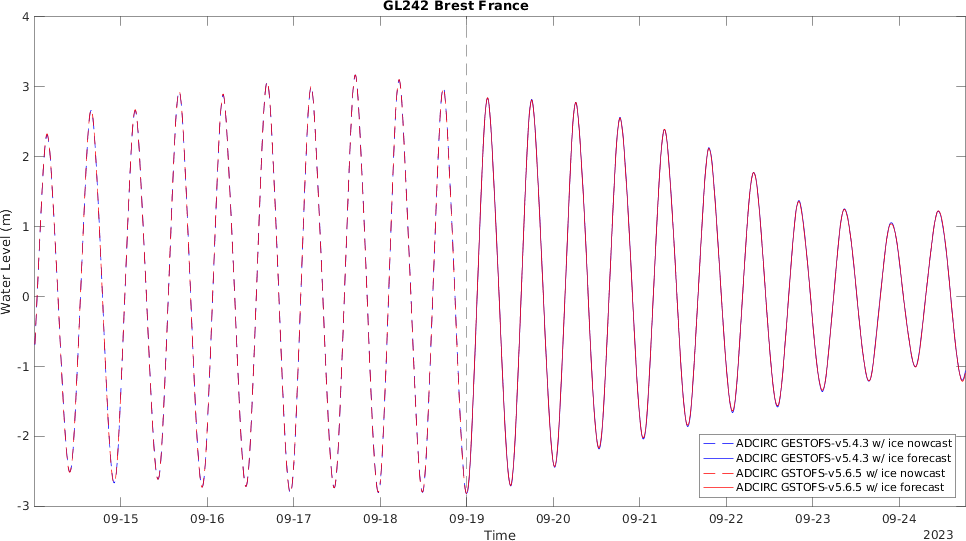 GL242 Brest France
4
3
2
1
0
-1
-2
-3
Water Level (m)
ADCIRC GESTOFS-v5.4.3 w/ ice nowcast
ADCIRC GESTOFS-v5.4.3 w/ ice forecast
ADCIRC GSTOFS-v5.6.5 w/ ice nowcast
ADCIRC GSTOFS-v5.6.5 w/ ice forecast
09-15 09-16 09-17 09-18 09-19 09-20 09-21 09-22 09-23 09-24
Time
2023